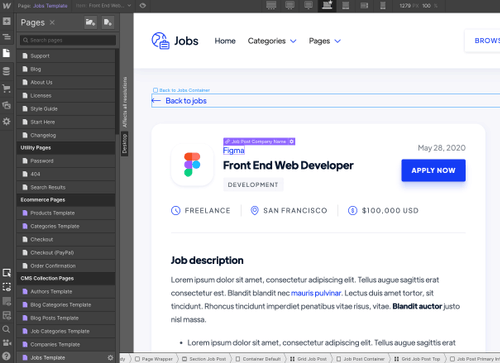 Page: Jobs Template Item: Front End Web...
1279 PX 100 %
Pages
Search pages
Support
Blog
About Us
Licenses
Style Guide
Start Here
Changelog
Utility Pages
Password
404
Search Results
Ecommerce Pages
Products Template
Categories Template
Checkout
Checkout (PayPal)
Order Confirmation
CMS Collection Pages
Authors Template
Blog Categories Template
Blog Posts Template
Job Categories Template
Companies Template
Jobs Template
Affects all resolutions
Desktop
Jobs
Home
Categories
Pages
BROWS
Back to Jobs Container
Back to jobs
Job Post Company Name
Figma
Front End Web Developer
DEVELOPMENT
May 28, 2020
APPLY NOW
FREELANCE
SAN FRANCISCO
$100,000 USD
Job description
Lorem ipsum dolor sit amet, consectetur adipiscing elit. Tellus augue sagittis erat
consectetur est. Blandit blandit nec mauris pulvinar. Lectus duis amet tortor, sit
tincidunt. Rhoncus tincidunt imperdiet penatibus vitae risus, vitae. Blandit auctor justo
nisl massa.
Lorem ipsum dolor sit amet, consectetur adipiscing elit. Tellus augue sagittis erat
dy
Page Wrapper
Section Job Post
Container Default
Grid Job Post
Job Post Container
Grid Job Post Top
Job Post Primary In